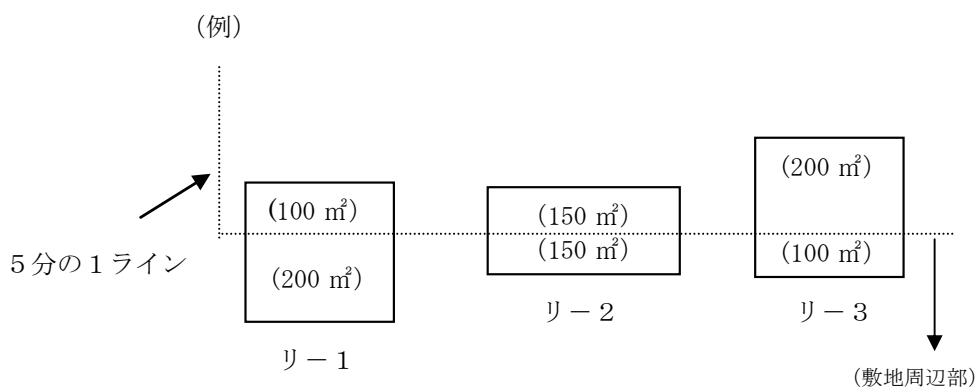 (例)
(200 ㎡)
(100 ㎡)
(150 ㎡)
(150 ㎡)
(100 ㎡)
5分の1ライン
(200 ㎡)
リ－2
リ－3
リ－1
(敷地周辺部)